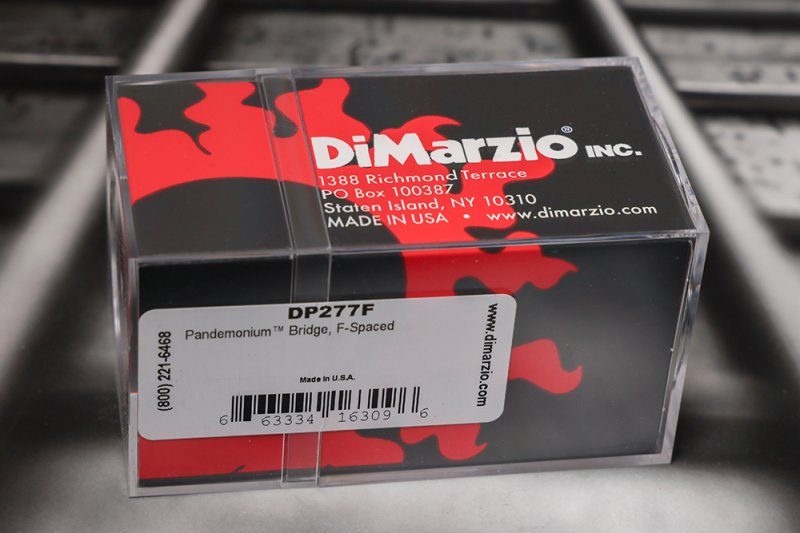 DiMarzio® INC.
1388 Richmond Terrace
PO Box 100387
Staten Island, NY 10310
MADE IN USA • www.dimarzio.com
DP277F
Pandemonium™ Bridge, F-Spaced
(800) 221-6468
www.dimarzio.com
Made in U.S.A.
6 63334 16309 6